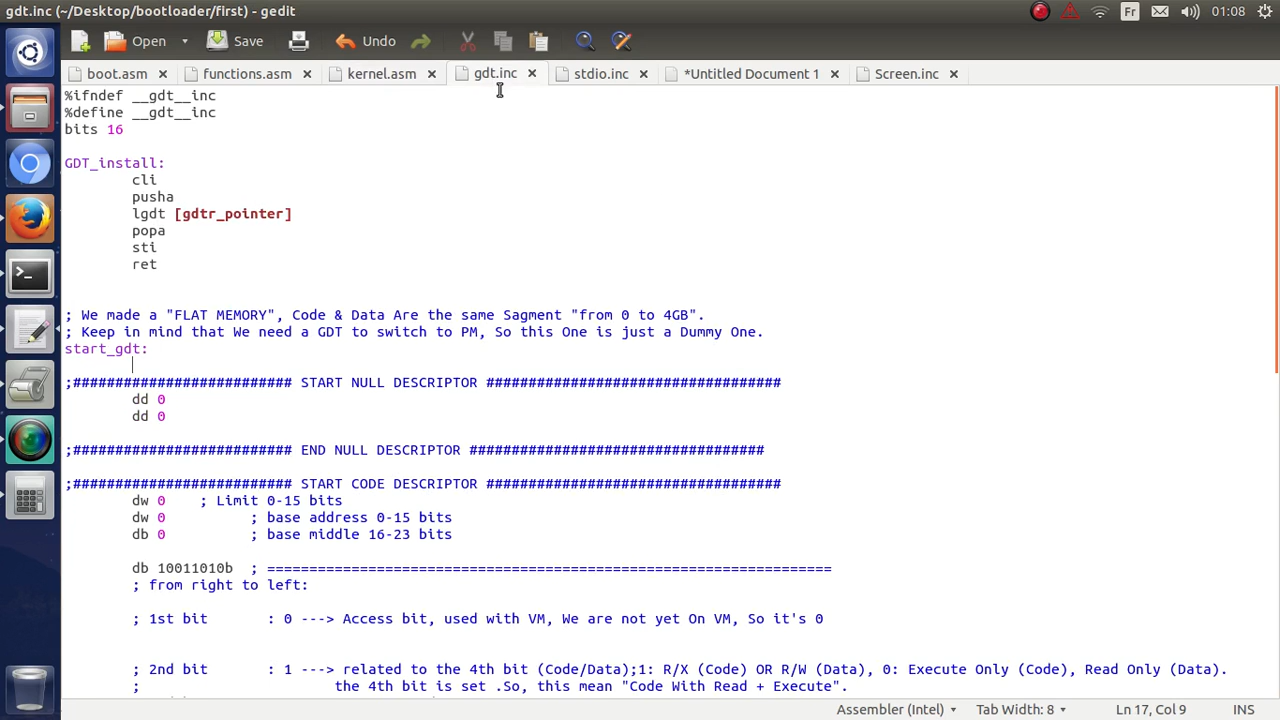 gdt.inc (~/Desktop/bootloader/first) - gedit
Fr
01:08
Open
Save
Undo
boot.asm
functions.asm
kernel.asm
gdt.inc
stdio.inc
*Untitled Document 1
Screen.inc
%ifndef __gdt__inc
%define __gdt__inc
bits 16
GDT_install:
cli
pusha
lgdt [gdtr_pointer]
popa
sti
ret
; We made a "FLAT MEMORY", Code & Data Are the same Sagment "from 0 to 4GB".
; Keep in mind that We need a GDT to switch to PM, So this One is just a Dummy One.
start_gdt:
;########################## START NULL DESCRIPTOR ###################################
dd 0
dd 0
;########################## END NULL DESCRIPTOR ###################################
;########################## START CODE DESCRIPTOR ###################################
dw 0 ; Limit 0-15 bits
dw 0 ; base address 0-15 bits
db 0 ; base middle 16-23 bits
db 10011010b ; ===================================================================
; from right to left:
; 1st bit : 0 ---> Access bit, used with VM, We are not yet On VM, So it's 0
; 2nd bit : 1 ---> related to the 4th bit (Code/Data);1: R/X (Code) OR R/W (Data), 0: Execute Only (Code), Read Only (Data).
; the 4th bit is set .So, this mean "Code With Read + Execute".
Assembler (Intel)
Tab Width: 8
Ln 17, Col 9
INS